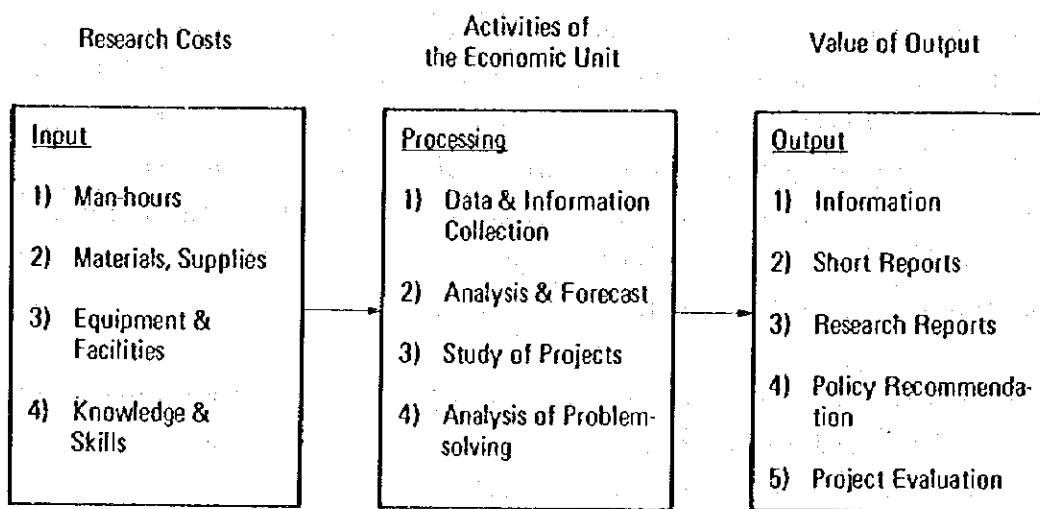 Research Costs
Activities of
the Economic Unit
Value of Output
Input
1) Man-hours
2) Materials, Supplies
3) Equipment &
Facilities
4) Knowledge &
Skills
Processing
1) Data & Information
Collection
2) Analysis & Forecast
3) Study of Projects
4) Analysis of Problem-
solving
Output
1) Information
2) Short Reports
3) Research Reports
4) Policy Recommenda-
tion
5) Project Evaluation